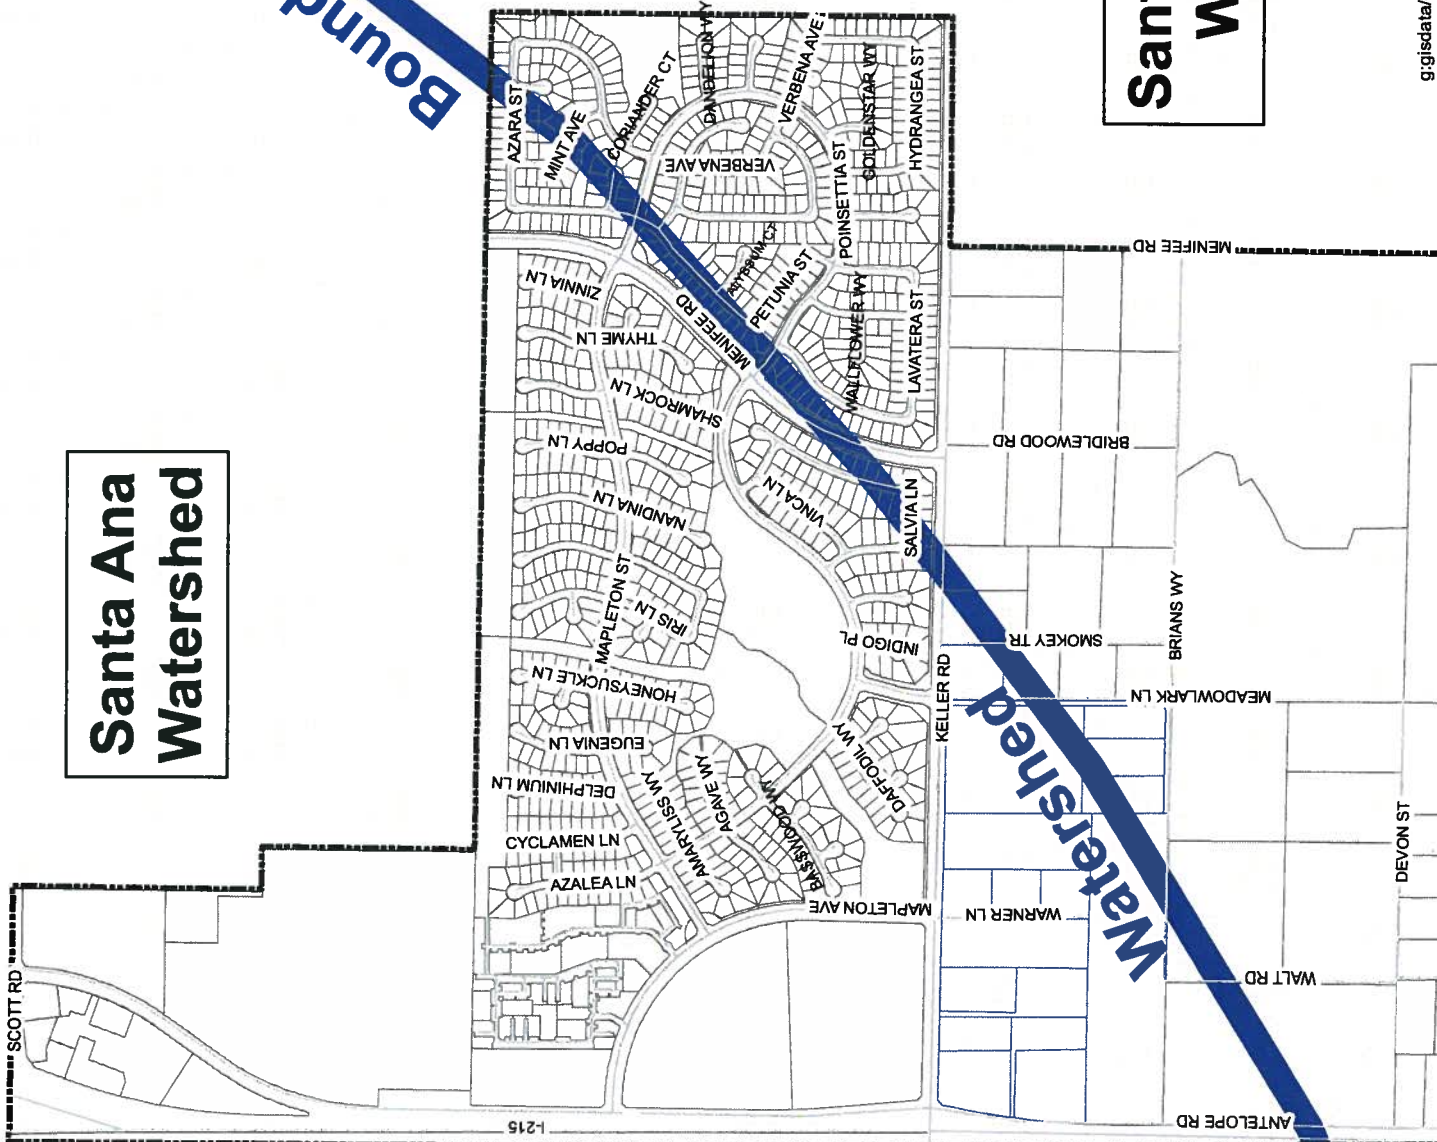 Bound
Santa Ana
Watershed
San
W
g:gisdata/
AZARA ST
MINT AVE
CORIANDER CT
DANDELION WY
VERBENA AVE
VERBENA AVE
GOLDENSTAR WY
HYDRANGEA ST
POINSETTIA ST
ALYSSUM CT
PETUNIA ST
WALLFLOWER WY
LAVATERA ST
MENIFEE RD
MENIFEE RD
ZINNIA LN
THYME LN
SHAMROCK LN
POPPY LN
NANDINA LN
VINCA LN
SALVIA LN
BRIDLEWOOD RD
MAPLETON ST
IRIS LN
HONEYSUCKLE LN
INDIGO PL
KELLER RD
SMOKEY TR
BRIANS WY
MEADOWLARK LN
EUGENIA LN
DELPHINIUM LN
CYCLAMEN LN
AZALEA LN
AMARYLISS WY
AGAVE WY
BASSWOOD WY
DAFFODIL WY
MAPLETON AVE
WARNER LN
Watershed
DEVON ST
WALT RD
ANTELOPE RD
SCOTT RD
I-215